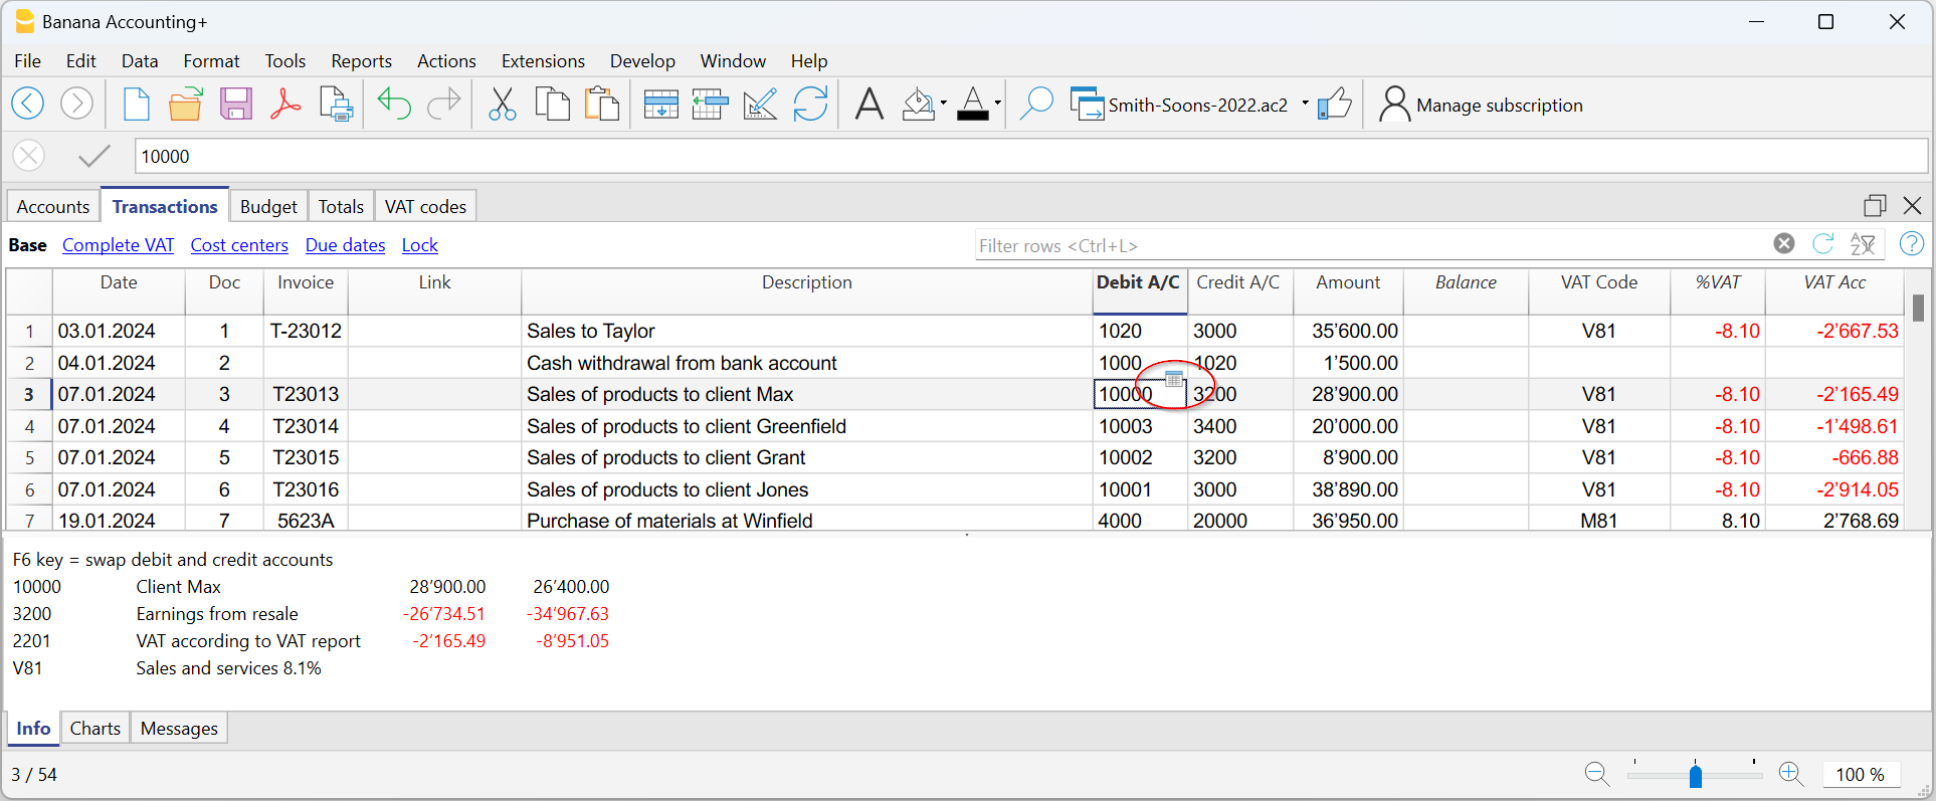 Banana Accounting+
File Edit Data Format Tools Reports Actions Extensions Develop Window Help
Smith-Soons-2022.ac2 Manage subscription
10000
Accounts Transactions Budget Totals VAT codes
Base Complete VAT Cost centers Due dates Lock Filter rows <Ctrl+L>
Date Doc Invoice Link Description Debit A/C Credit A/C Amount Balance VAT Code %VAT VAT Acc
1 03.01.2024 1 T-23012 Sales to Taylor 1020 3000 35’600.00 V81 -8.10 -2’667.53
2 04.01.2024 2 Cash withdrawal from bank account 1000 1020 1’500.00
3 07.01.2024 3 T23013 Sales of products to client Max 10000 3200 28’900.00 V81 -8.10 -2’165.49
4 07.01.2024 4 T23014 Sales of products to client Greenfield 10003 3400 20’000.00 V81 -8.10 -1’498.61
5 07.01.2024 5 T23015 Sales of products to client Grant 10002 3200 8’900.00 V81 -8.10 -666.88
6 07.01.2024 6 T23016 Sales of products to client Jones 10001 3000 38’890.00 V81 -8.10 -2’914.05
7 19.01.2024 7 5623A Purchase of materials at Winfield 4000 20000 36’950.00 M81 8.10 2’768.69
F6 key = swap debit and credit accounts
10000 Client Max 28’900.00 26’400.00
3200 Earnings from resale -26’734.51 -34’967.63
2201 VAT according to VAT report -2’165.49 -8’951.05
V81 Sales and services 8.1%
Info Charts Messages
3 / 54 100 %